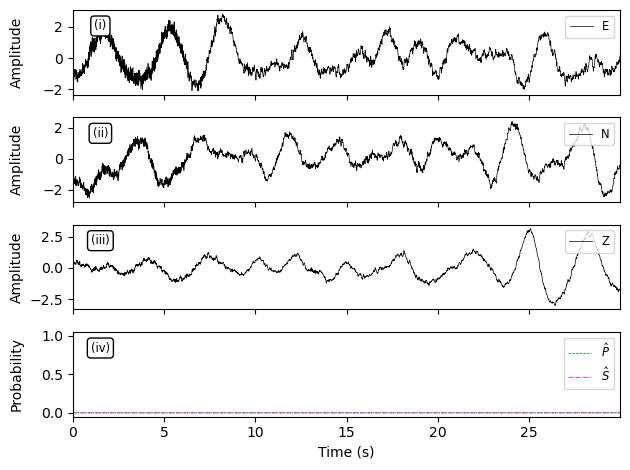 Amplitude
2
0
−2
(i)
E
Amplitude
2
0
−2
(ii)
N
Amplitude
2.5
0.0
−2.5
(iii)
Z
Probability
1.0
0.5
0.0
(iv)
P̂
Ŝ
0 5 10 15 20 25
Time (s)